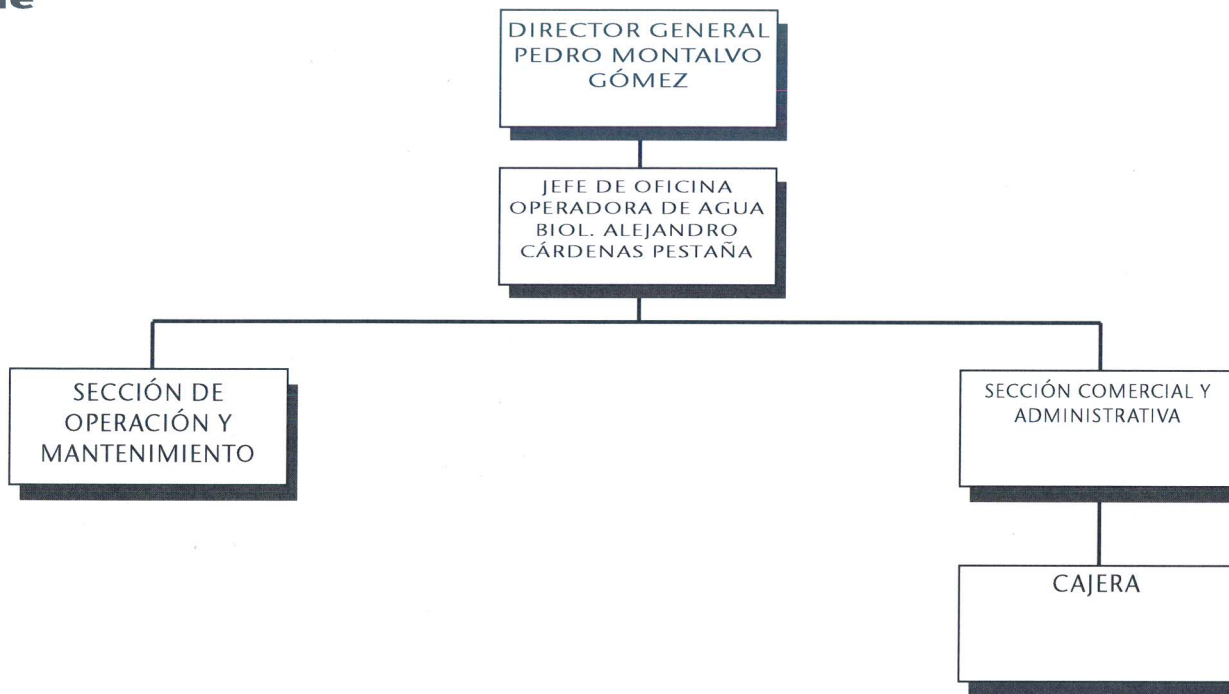 DIRECTOR GENERAL
PEDRO MONTALVO
GÓMEZ
JEFE DE OFICINA
OPERADORA DE AGUA
BIOL. ALEJANDRO
CÁRDENAS PESTAÑA
SECCIÓN DE
OPERACIÓN Y
MANTENIMIENTO
SECCIÓN COMERCIAL Y
ADMINISTRATIVA
CAJERA